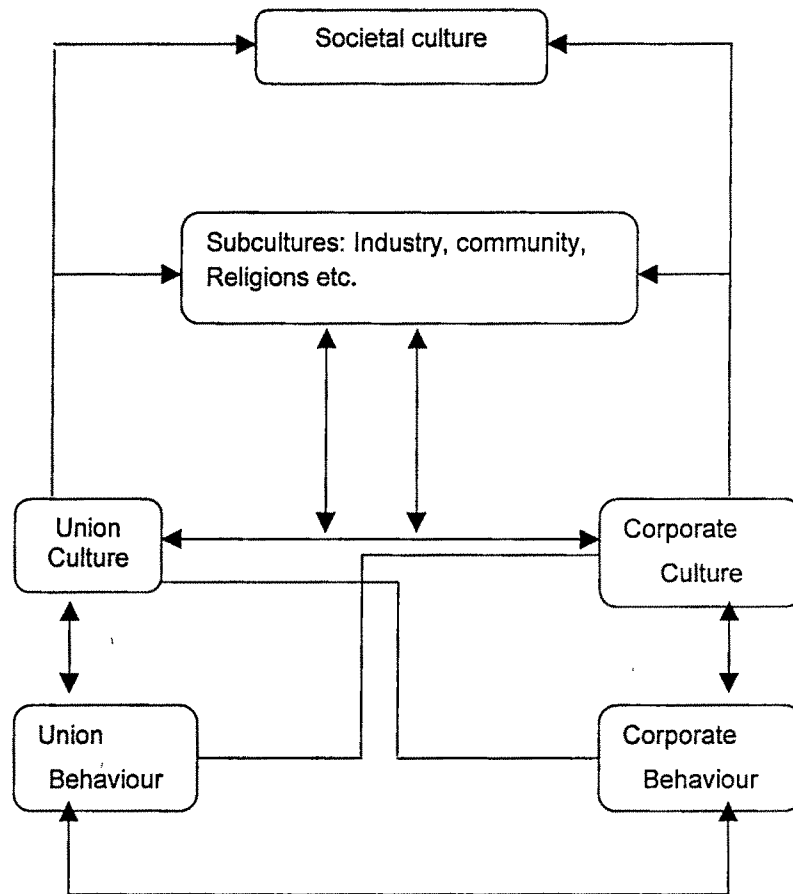 Societal culture
Subcultures: Industry, community,
Religions etc.
Union
Culture
Corporate
Culture
Union
Behaviour
Corporate
Behaviour